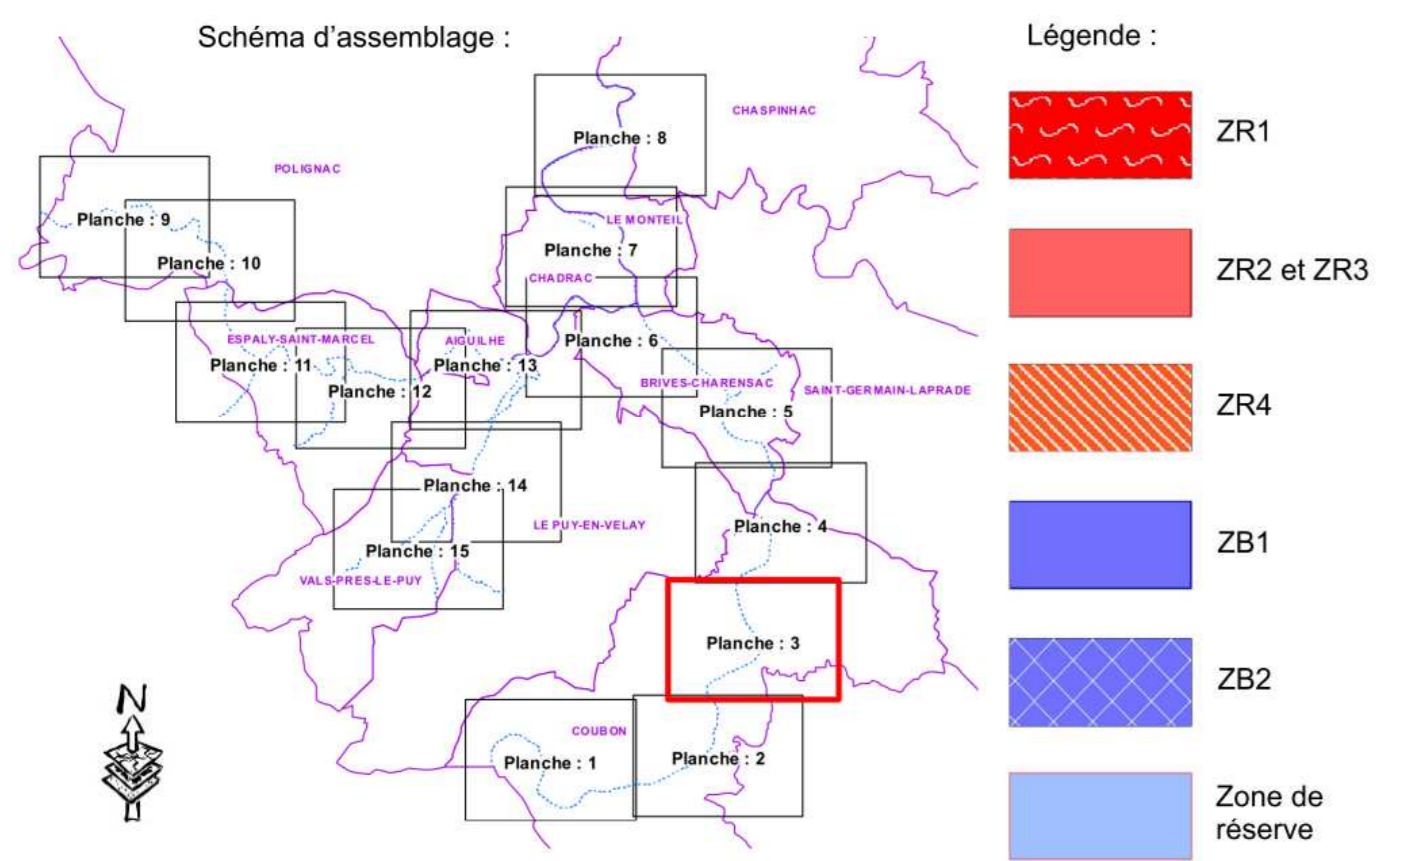 Schéma d'assemblage :
Légende :
CHASPINHAC
Planche : 8
POLIGNAC
Planche : 9
LE MONTEIL
Planche : 7
Planche : 10
CHADRAC
ESPALY-SAINT-MARCEL
AIGUILHE
Planche : 6
Planche : 11
Planche : 13
BRIVES-CHARENSAC
SAINT-GERMAIN-LAPRADE
Planche : 12
Planche : 5
Planche : 14
LE PUY-EN-VELAY
Planche : 4
Planche : 15
VALS-PRES-LE-PUY
Planche : 3
COUBON
Planche : 1
Planche : 2
N
ZR1
ZR2 et ZR3
ZR4
ZB1
ZB2
Zone de
réserve